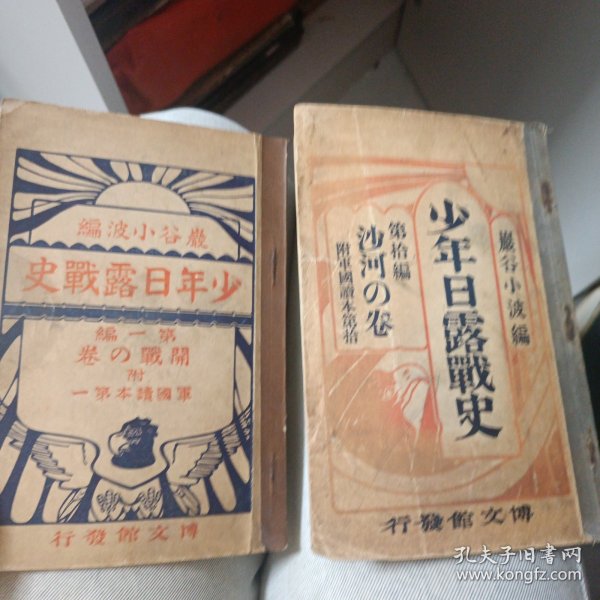 巖谷小波編
少年日露戰史
第一編
開戰の卷
附
軍國讀本第一
博文館發行
巖谷小波編
少年日露戰史
第拾編
沙河の卷
附軍國讀本第拾
博文館發行
孔夫子旧书网
www.kongfz.com